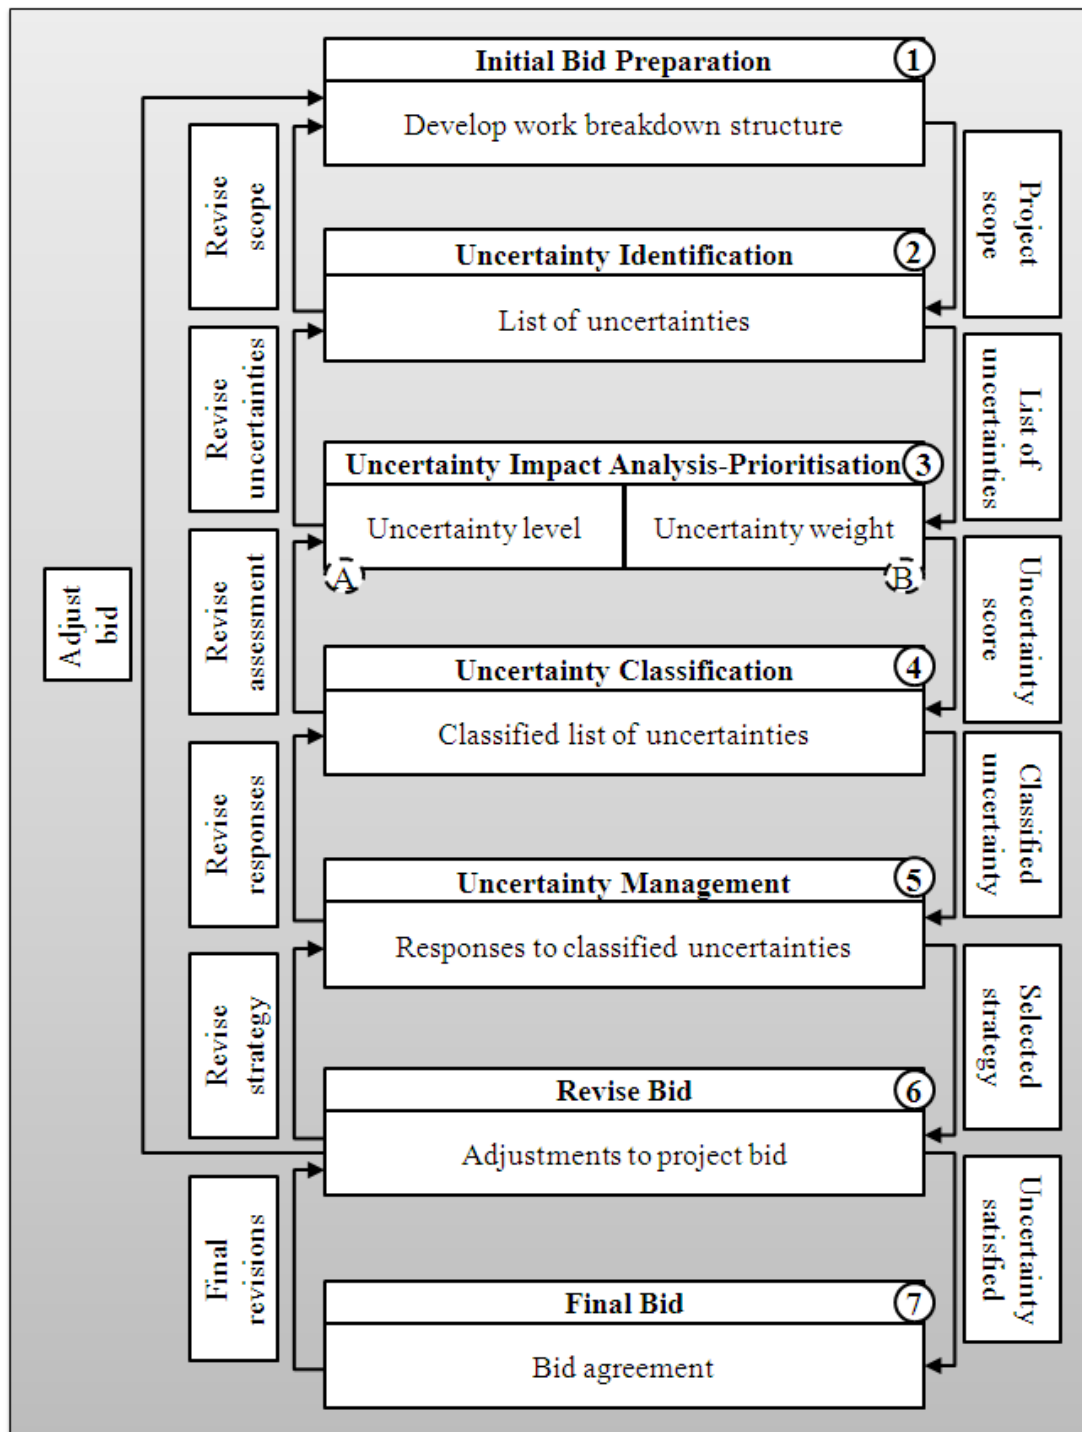 Initial Bid Preparation 1
Develop work breakdown structure
Revise
scope
Project
scope
Uncertainty Identification 2
List of uncertainties
Revise
uncertainties
List of
uncertainties
Uncertainty Impact Analysis-Prioritisation 3
Uncertainty level
Uncertainty weight
A
B
Adjust
bid
Revise
assessment
Uncertainty
score
Uncertainty Classification 4
Classified list of uncertainties
Revise
responses
Classified
uncertainty
Uncertainty Management 5
Responses to classified uncertainties
Revise
strategy
Selected
strategy
Revise Bid 6
Adjustments to project bid
Final
revisions
Uncertainty
satisfied
Final Bid 7
Bid agreement